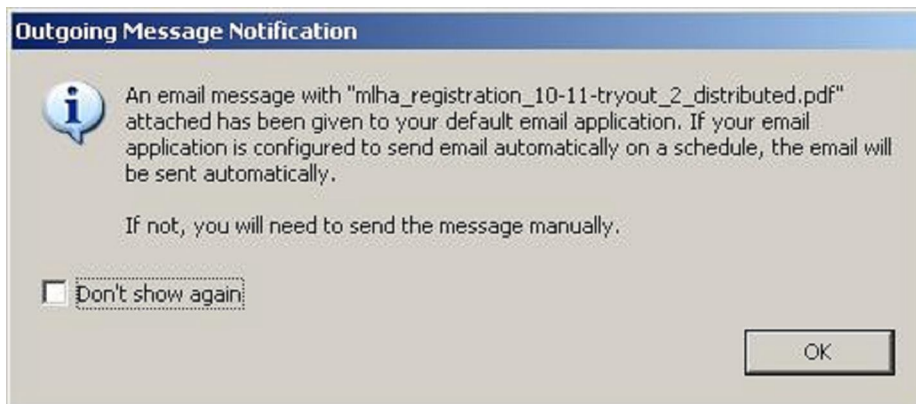 Outgoing Message Notification
An email message with "mlha_registration_10-11-tryout_2_distributed.pdf"
attached has been given to your default email application. If your email
application is configured to send email automatically on a schedule, the email will
be sent automatically.
If not, you will need to send the message manually.
Don't show again
OK